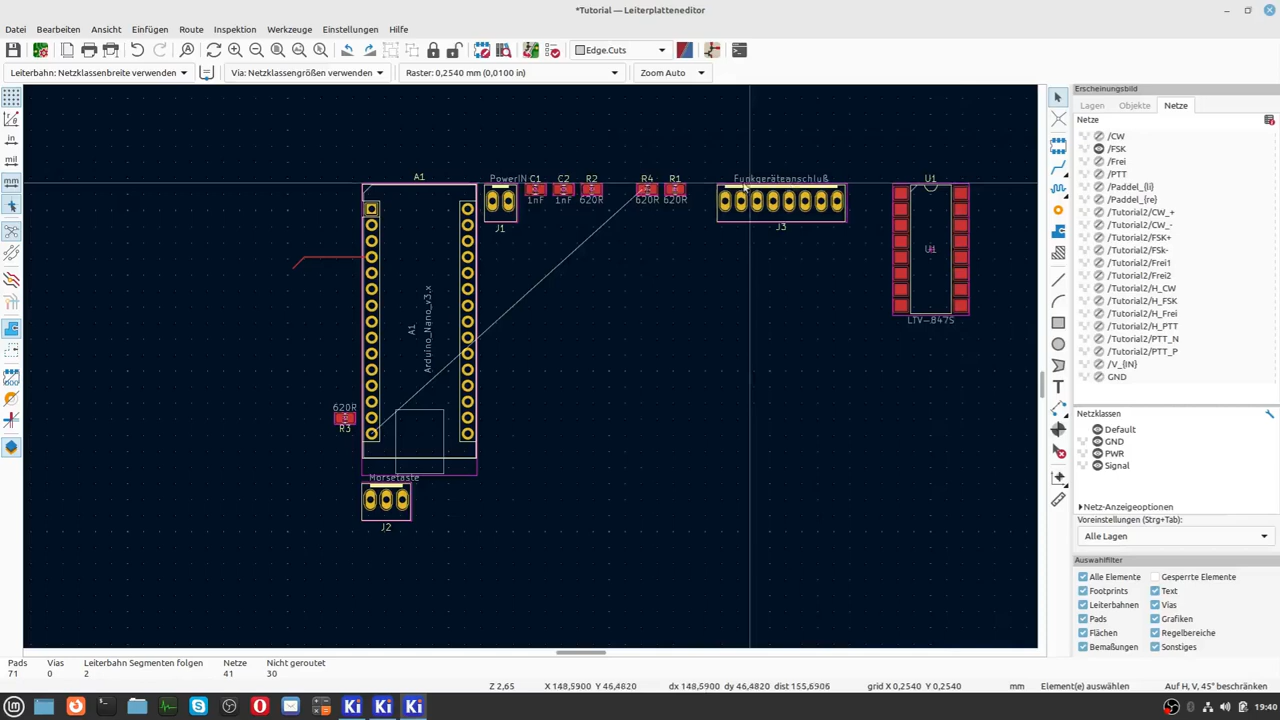 *Tutorial — Leiterplatteneditor
Datei Bearbeiten Ansicht Einfügen Route Inspektion Werkzeuge Einstellungen Hilfe
Edge.Cuts
Leiterbahn: Netzklassenbreite verwenden Via: Netzklassengrößen verwenden Raster: 0,2540 mm (0,0100 in) Zoom Auto
Erscheinungsbild
Lagen Objekte Netze
Netze
/CW
/FSK
/Frei
/PTT
/Paddel_{li}
/Paddel_{re}
/Tutorial2/CW_+
/Tutorial2/CW_-
/Tutorial2/FSK+
/Tutorial2/FSk-
/Tutorial2/Frei1
/Tutorial2/Frei2
/Tutorial2/H_CW
/Tutorial2/H_FSK
/Tutorial2/H_Frei
/Tutorial2/H_PTT
/Tutorial2/PTT_N
/Tutorial2/PTT_P
/V_{IN}
GND
Netzklassen
Default
GND
PWR
Signal
Netz-Anzeigeoptionen
Voreinstellungen (Strg+Tab):
Alle Lagen
Auswahlfilter
Alle Elemente Gesperrte Elemente
Footprints Text
Leiterbahnen Vias
Pads Grafiken
Flächen Regelbereiche
Bemaßungen Sonstiges
in
mil
mm
A1 PowerIN C1 C2 R2 R4 R1 Funkgeräteanschluß U1
1nF 1nF 620R 620R 620R
J1 J3
U1
A1 Arduino_Nano_v3.x
LTV-847S
620R
R3
Morsetaste
J2
Pads Vias Leiterbahn Segmenten folgen Netze Nicht geroutet
71 0 2 41 30
Z 2,65 X 148,5900 Y 46,4820 dx 148,5900 dy 46,4820 dist 155,6906 grid X 0,2540 Y 0,2540 mm Element(e) auswählen Auf H, V, 45° beschränken
Ki Ki Ki 19:40